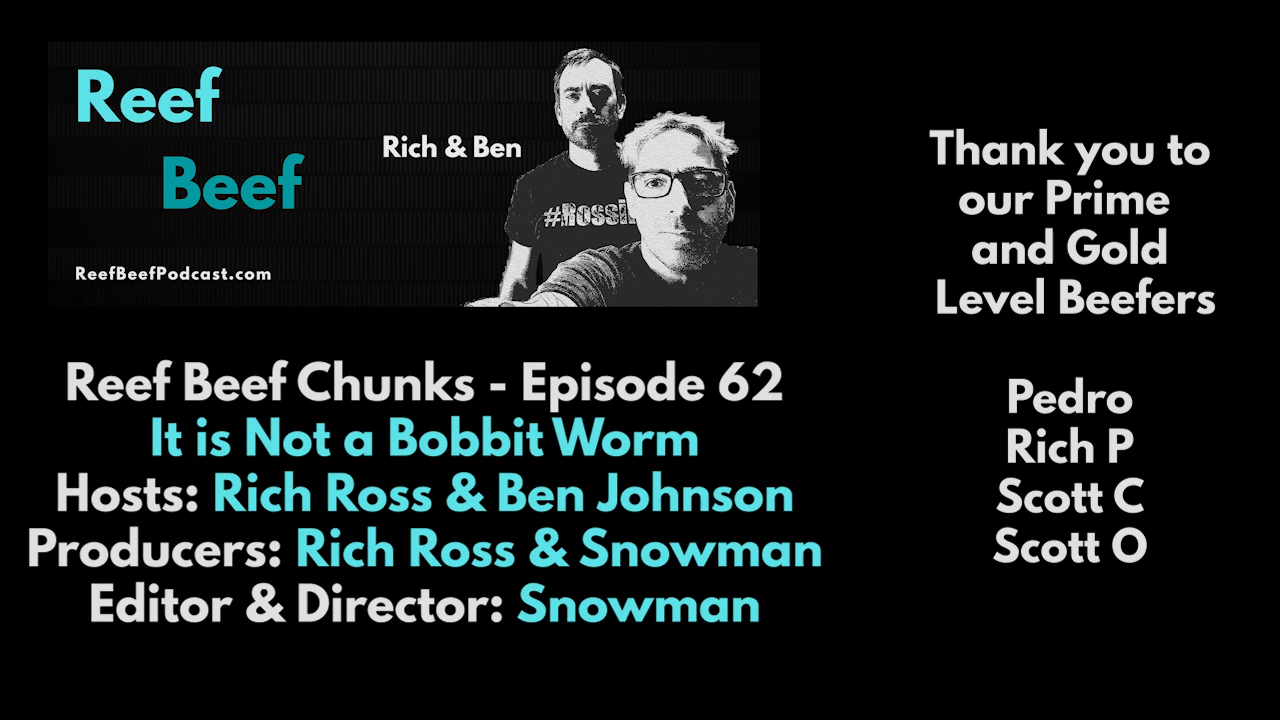 Reef
Beef
Rich & Ben
ReefBeefPodcast.com
Reef Beef Chunks - Episode 62
It is Not a Bobbit Worm
Hosts: Rich Ross & Ben Johnson
Producers: Rich Ross & Snowman
Editor & Director: Snowman
Thank you to
our Prime
and Gold
Level Beefers
Pedro
Rich P
Scott C
Scott O